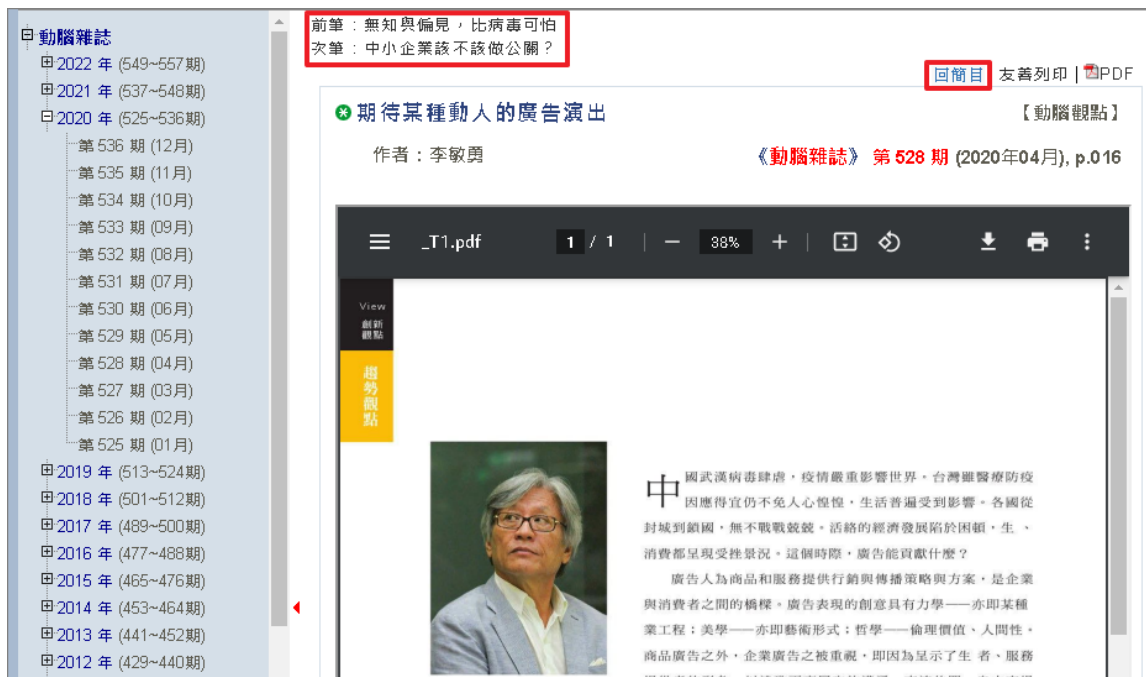 動腦雜誌
2022 年 (549~557期)
2021 年 (537~548期)
2020 年 (525~536期)
第 536 期 (12月)
第 535 期 (11月)
第 534 期 (10月)
第 533 期 (09月)
第 532 期 (08月)
第 531 期 (07月)
第 530 期 (06月)
第 529 期 (05月)
第 528 期 (04月)
第 527 期 (03月)
第 526 期 (02月)
第 525 期 (01月)
2019 年 (513~524期)
2018 年 (501~512期)
2017 年 (489~500期)
2016 年 (477~488期)
2015 年 (465~476期)
2014 年 (453~464期)
2013 年 (441~452期)
2012 年 (429~440期)
前筆：無知與偏見，比病毒可怕
次筆：中小企業該不該做公關？
回簡目 友善列印 | PDF
期待某種動人的廣告演出 【動腦觀點】
作者：李敏勇 《動腦雜誌》 第 528 期 (2020年04月), p.016
_T1.pdf 1 / 1 38%
View
創新
觀點
趨勢觀點
中國武漢病毒肆虐，疫情嚴重影響世界。台灣雖醫療防疫
因應得宜仍不免人心惶惶，生活普遍受到影響。各國從
封城到鎖國，無不戰戰兢兢。活絡的經濟發展陷於困頓，生 、
消費都呈現受挫景況。這個時際，廣告能貢獻什麼？
廣告人為商品和服務提供行銷與傳播策略與方案，是企業
與消費者之間的橋樑。廣告表現的創意具有力學——亦即某種
業工程；美學——亦即藝術形式；哲學——倫理價值、人間性。
商品廣告之外，企業廣告之被重視，即因為呈示了生 者、服務